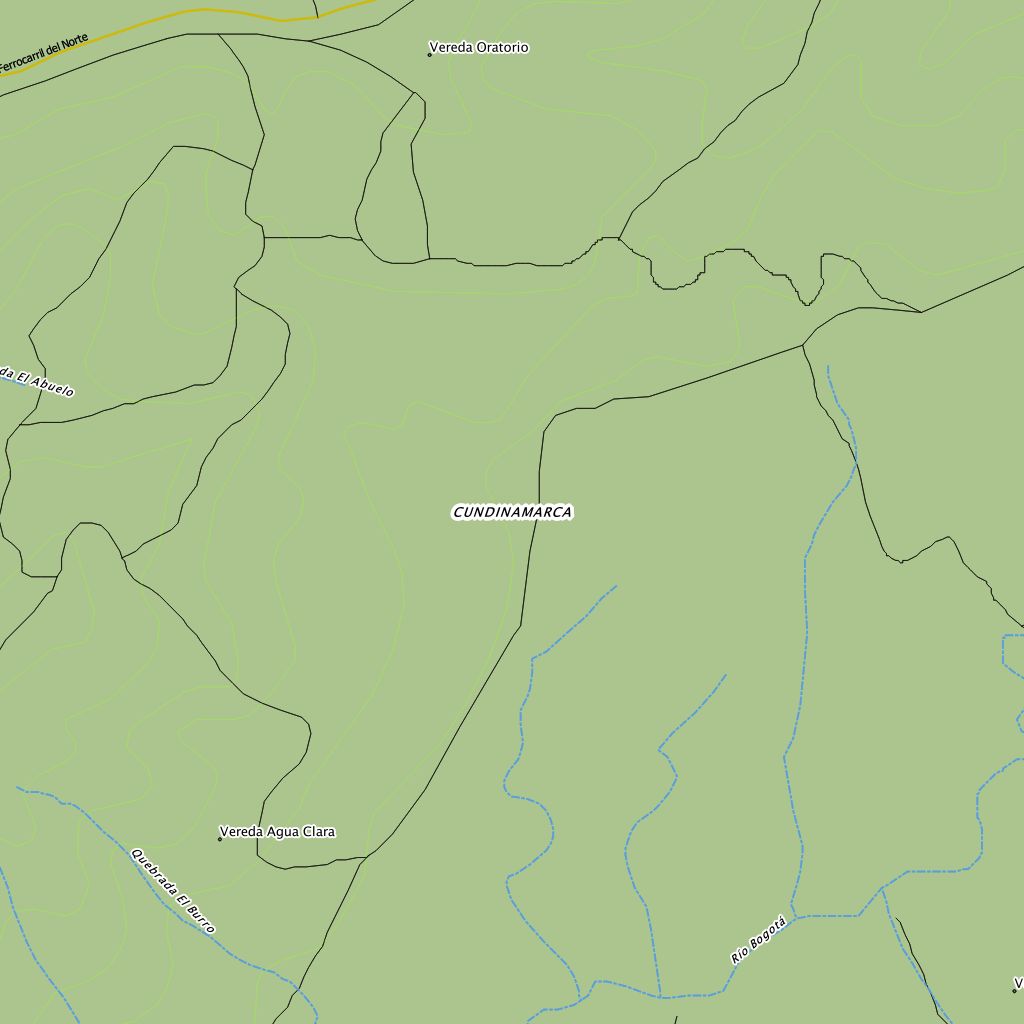 Ferrocarril del Norte
Vereda Oratorio
da El Abuelo
CUNDINAMARCA
Vereda Agua Clara
Quebrada El Burro
Río Bogotá
V